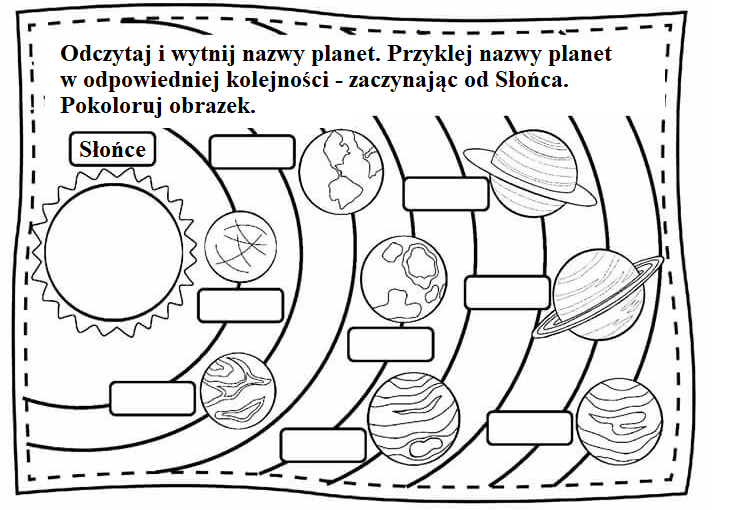 Odczytaj i wytnij nazwy planet. Przyklej nazwy planet
w odpowiedniej kolejności - zaczynając od Słońca.
Pokoloruj obrazek.
Słońce